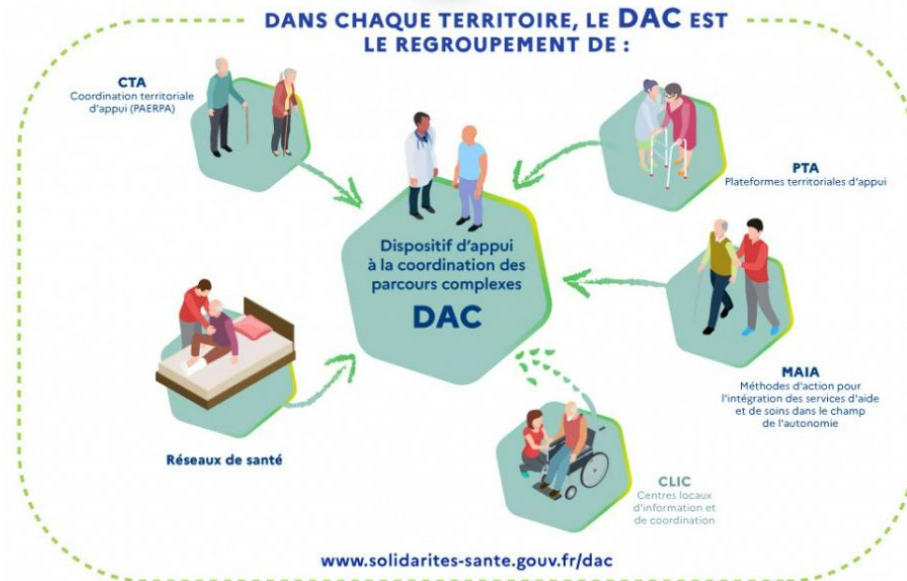 DANS CHAQUE TERRITOIRE, LE DAC EST
LE REGROUPEMENT DE :
CTA
Coordination territoriale
d'appui (PAERPA)
PTA
Plateformes territoriales d'appui
Dispositif d'appui
à la coordination des
parcours complexes
DAC
MAIA
Méthodes d'action pour
l'intégration des services d'aide
et de soins dans le champ
de l'autonomie
Réseaux de santé
CLIC
Centres locaux
d'information et
de coordination
www.solidarites-sante.gouv.fr/dac